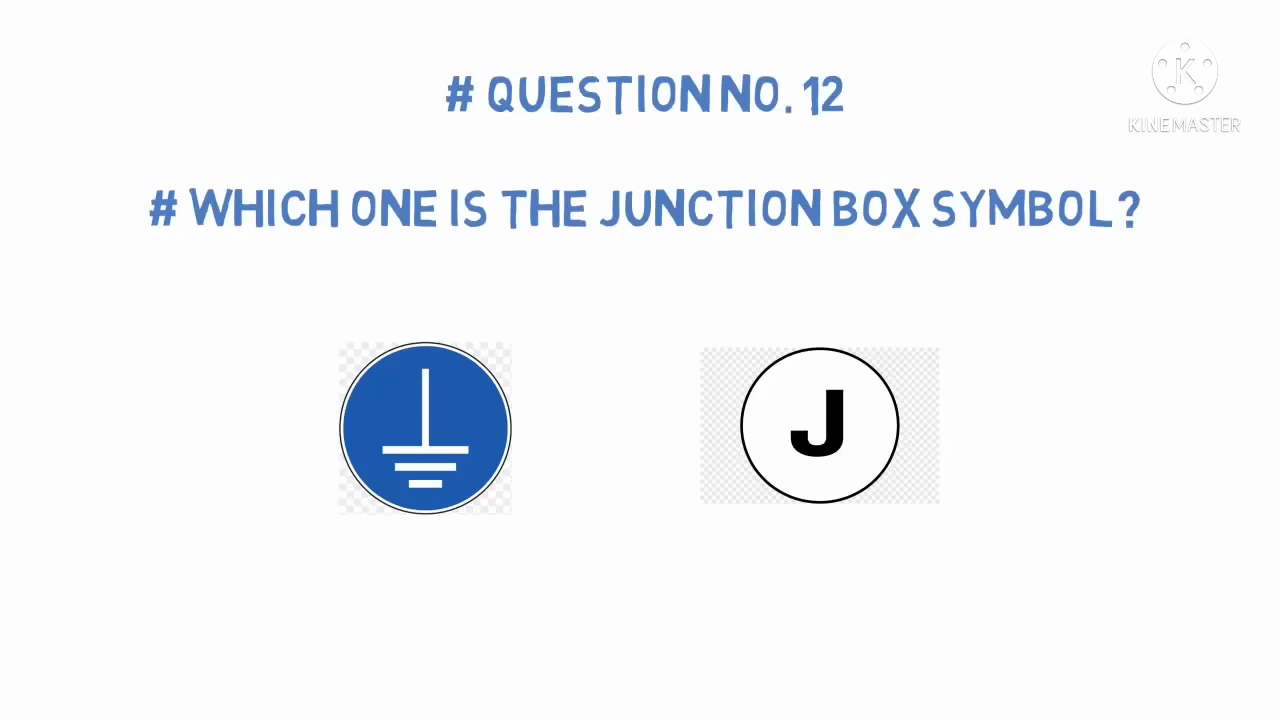 # QUESTION NO. 12
K
KINEMASTER
# WHICH ONE IS THE JUNCTION BOX SYMBOL?
J